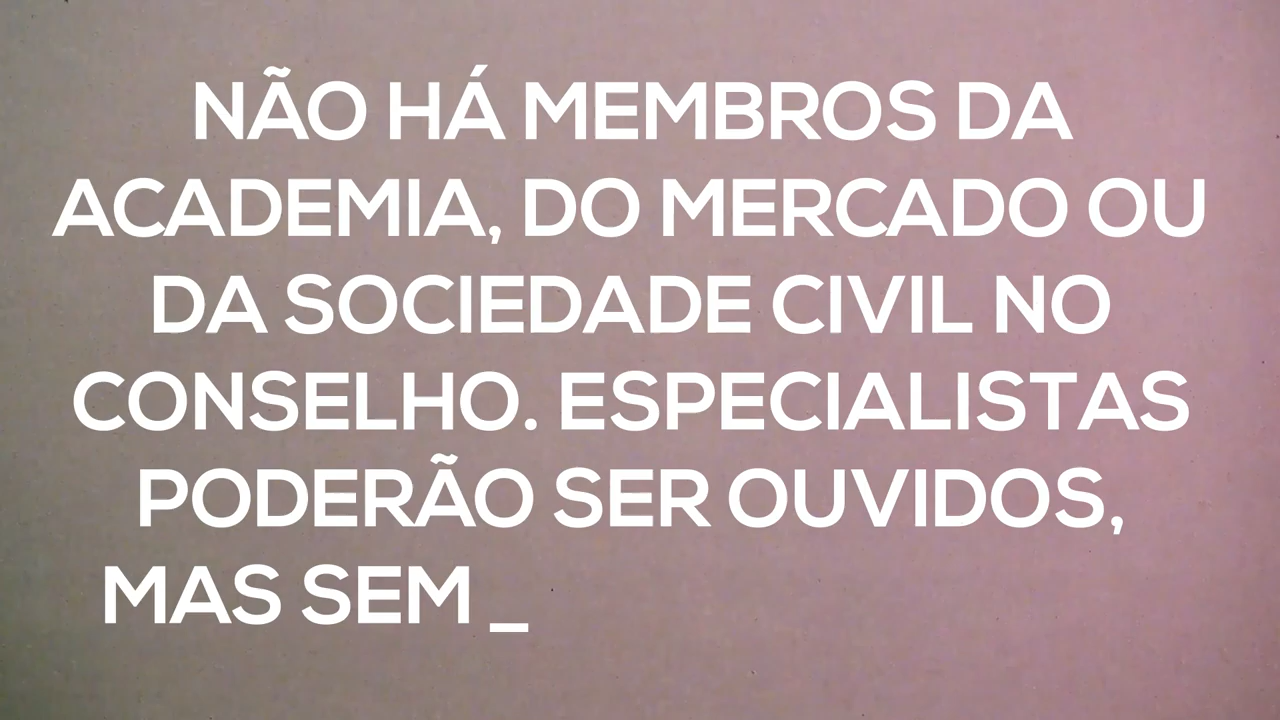 NÃO HÁ MEMBROS DA
ACADEMIA, DO MERCADO OU
DA SOCIEDADE CIVIL NO
CONSELHO. ESPECIALISTAS
PODERÃO SER OUVIDOS,
MAS SEM _